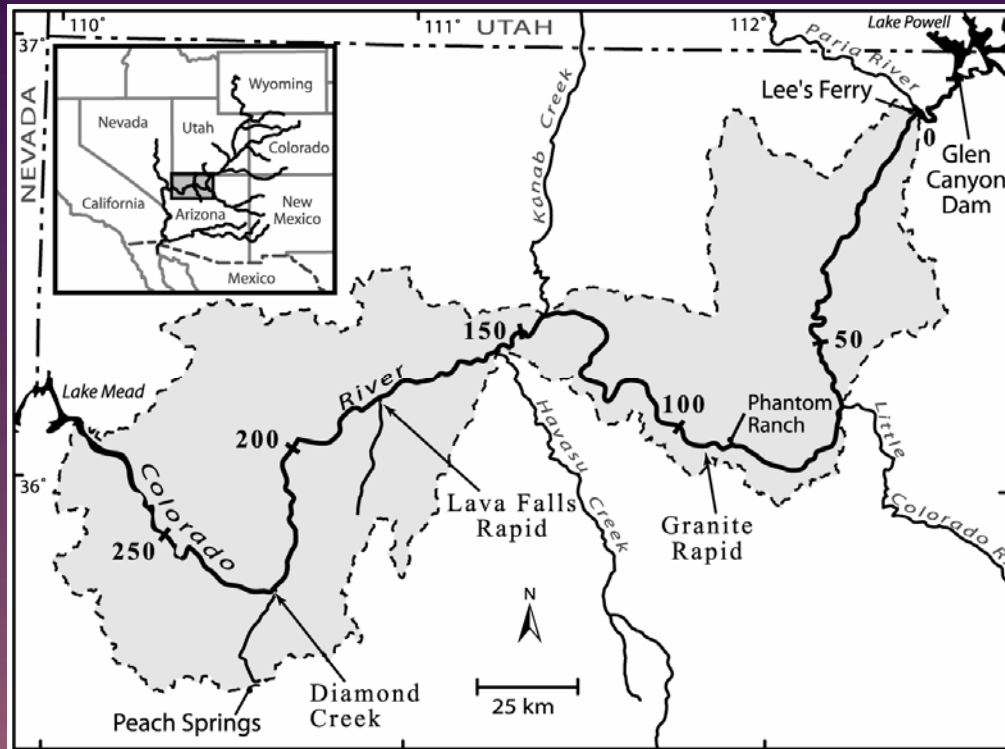 110°
111°
UTAH
112°
37°
Lake Powell
Paria River
Lee's Ferry
0
Glen
Canyon
Dam
NEVADA
Wyoming
Nevada
Utah
Colorado
California
Arizona
New
Mexico
Mexico
Kanab Creek
150
50
Lake Mead
River
100
Phantom
Ranch
Little
200
Havasu
Creek
36°
Colorado
Lava Falls
Rapid
Granite
Rapid
Colorado R
250
N
25 km
Diamond
Creek
Peach Springs